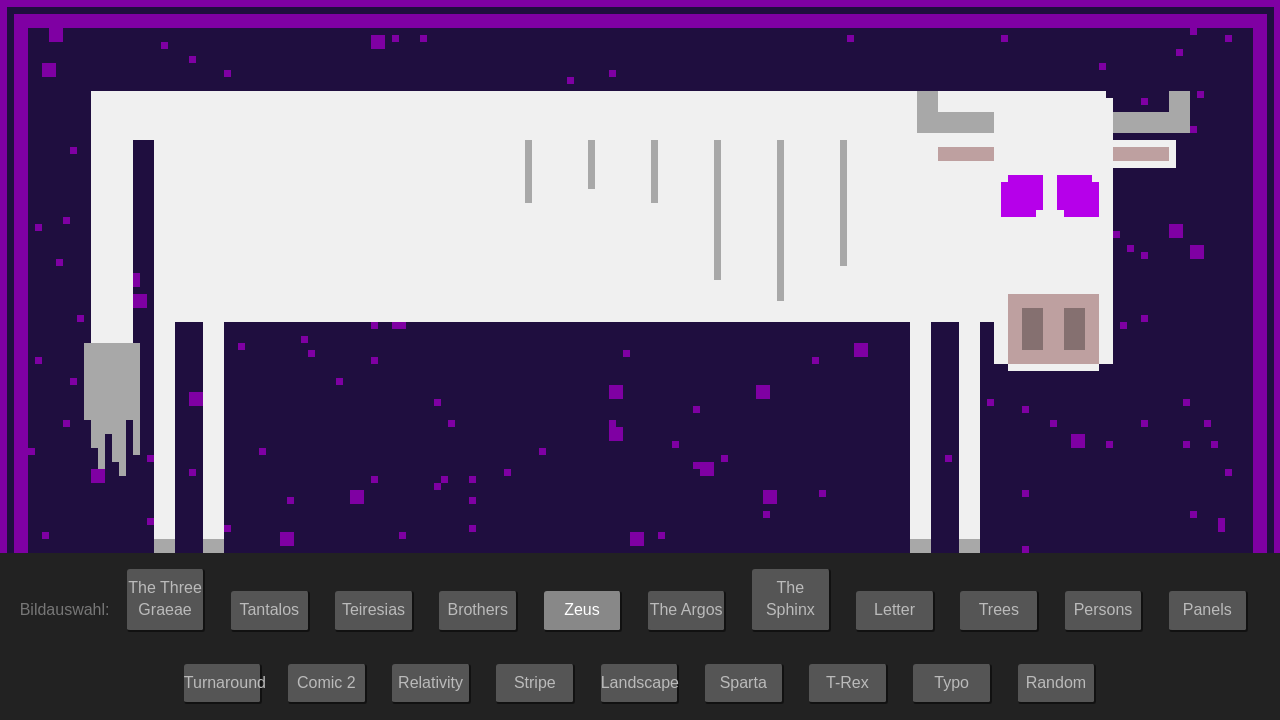 Bildauswahl:
The Three
Graeae
Tantalos
Teiresias
Brothers
Zeus
The Argos
The
Sphinx
Letter
Trees
Persons
Panels
Turnaround
Comic 2
Relativity
Stripe
Landscape
Sparta
T-Rex
Typo
Random